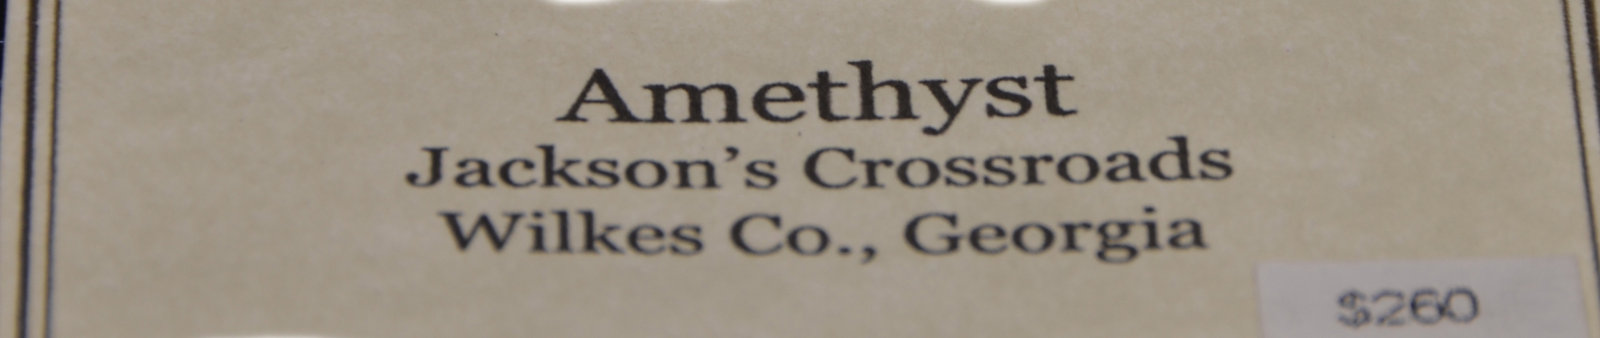 Amethyst
Jackson's Crossroads
Wilkes Co., Georgia
$260